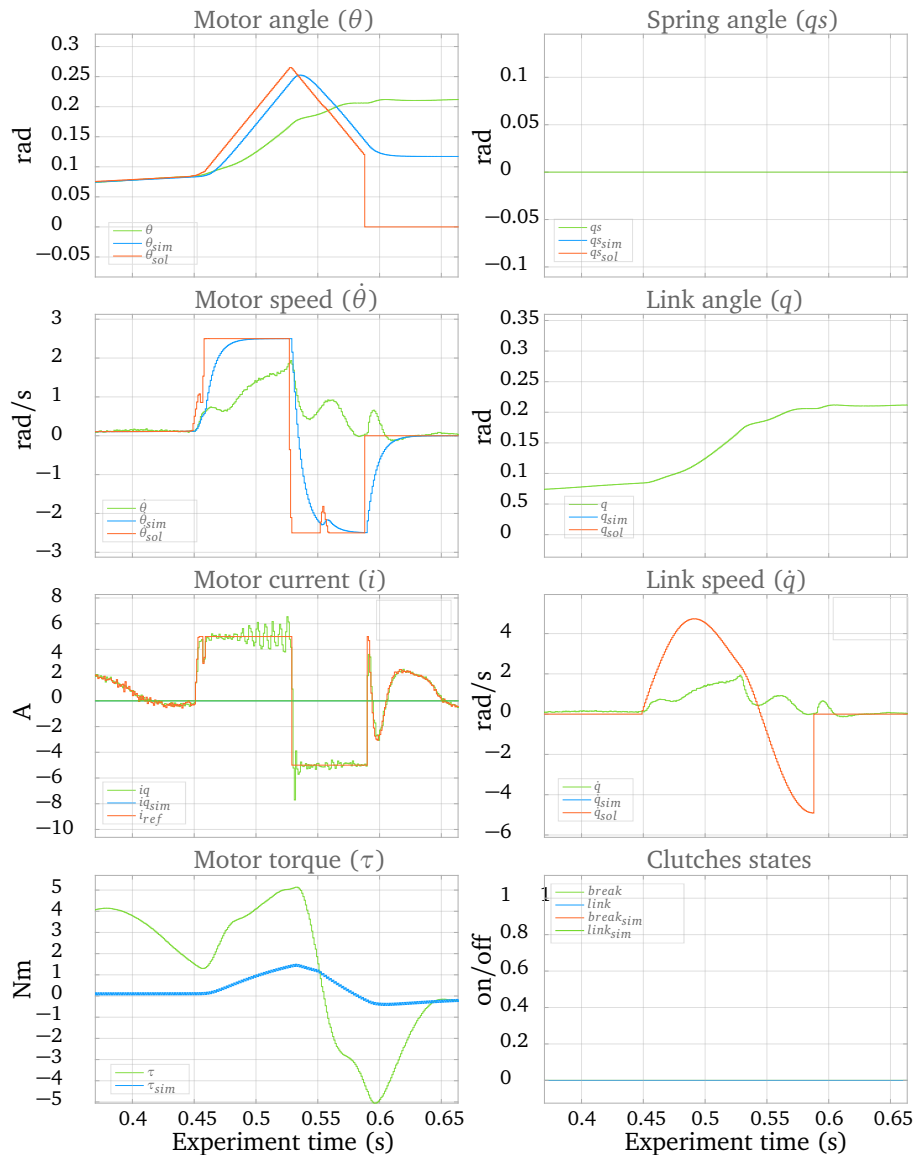 Motor angle (θ)
0.3
0.25
0.2
0.15
0.1
0.05
0
−0.05
rad
θ
θsim
θsol
Spring angle (qs)
0.1
0.05
0
−0.05
−0.1
rad
qs
qssim
qssol
Motor speed (θ̇)
3
2
1
0
−1
−2
−3
rad/s
θ̇
θ̇sim
θ̇sol
Link angle (q)
0.35
0.30
0.25
0.20
0.15
0.1
0.5
0
rad
q
qsim
qsol
Motor current (i)
8
6
4
2
0
−2
−4
−6
−8
−10
A
iq
iqsim
iref
Link speed (q̇)
4
2
0
−2
−4
−6
rad/s
q̇
q̇sim
q̇sol
Motor torque (τ)
5
4
3
2
1
0
−1
−2
−3
−4
−5
Nm
τ
τsim
0.4 0.45 0.5 0.55 0.6 0.65
Experiment time (s)
Clutches states
1
1
0.8
0.6
0.4
0.2
0
on/off
break
link
breaksim
linksim
0.4 0.45 0.5 0.55 0.6 0.65
Experiment time (s)